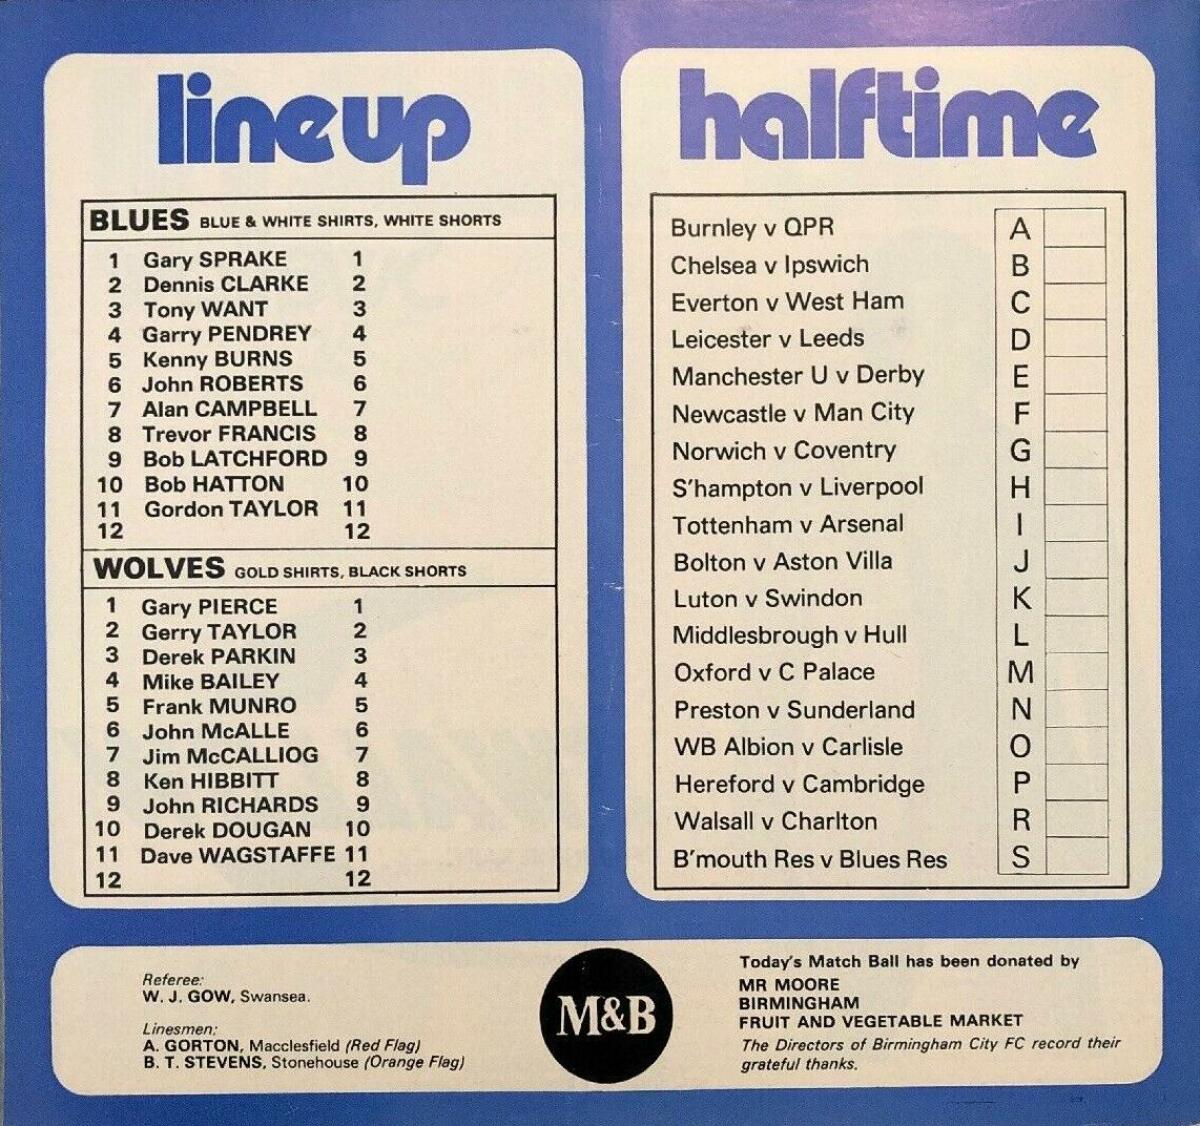 lineup
BLUES BLUE & WHITE SHIRTS, WHITE SHORTS
1 Gary SPRAKE 1
2 Dennis CLARKE 2
3 Tony WANT 3
4 Garry PENDREY 4
5 Kenny BURNS 5
6 John ROBERTS 6
7 Alan CAMPBELL 7
8 Trevor FRANCIS 8
9 Bob LATCHFORD 9
10 Bob HATTON 10
11 Gordon TAYLOR 11
12 12
WOLVES GOLD SHIRTS, BLACK SHORTS
1 Gary PIERCE 1
2 Gerry TAYLOR 2
3 Derek PARKIN 3
4 Mike BAILEY 4
5 Frank MUNRO 5
6 John McALLE 6
7 Jim McCALLIOG 7
8 Ken HIBBITT 8
9 John RICHARDS 9
10 Derek DOUGAN 10
11 Dave WAGSTAFFE 11
12 12
halftime
Burnley v QPR A
Chelsea v Ipswich B
Everton v West Ham C
Leicester v Leeds D
Manchester U v Derby E
Newcastle v Man City F
Norwich v Coventry G
S'hampton v Liverpool H
Tottenham v Arsenal I
Bolton v Aston Villa J
Luton v Swindon K
Middlesbrough v Hull L
Oxford v C Palace M
Preston v Sunderland N
WB Albion v Carlisle O
Hereford v Cambridge P
Walsall v Charlton R
B'mouth Res v Blues Res S
Referee:
W. J. GOW, Swansea.
Linesmen:
A. GORTON, Macclesfield (Red Flag)
B. T. STEVENS, Stonehouse (Orange Flag)
M&B
Today's Match Ball has been donated by
MR MOORE
BIRMINGHAM
FRUIT AND VEGETABLE MARKET
The Directors of Birmingham City FC record their
grateful thanks.